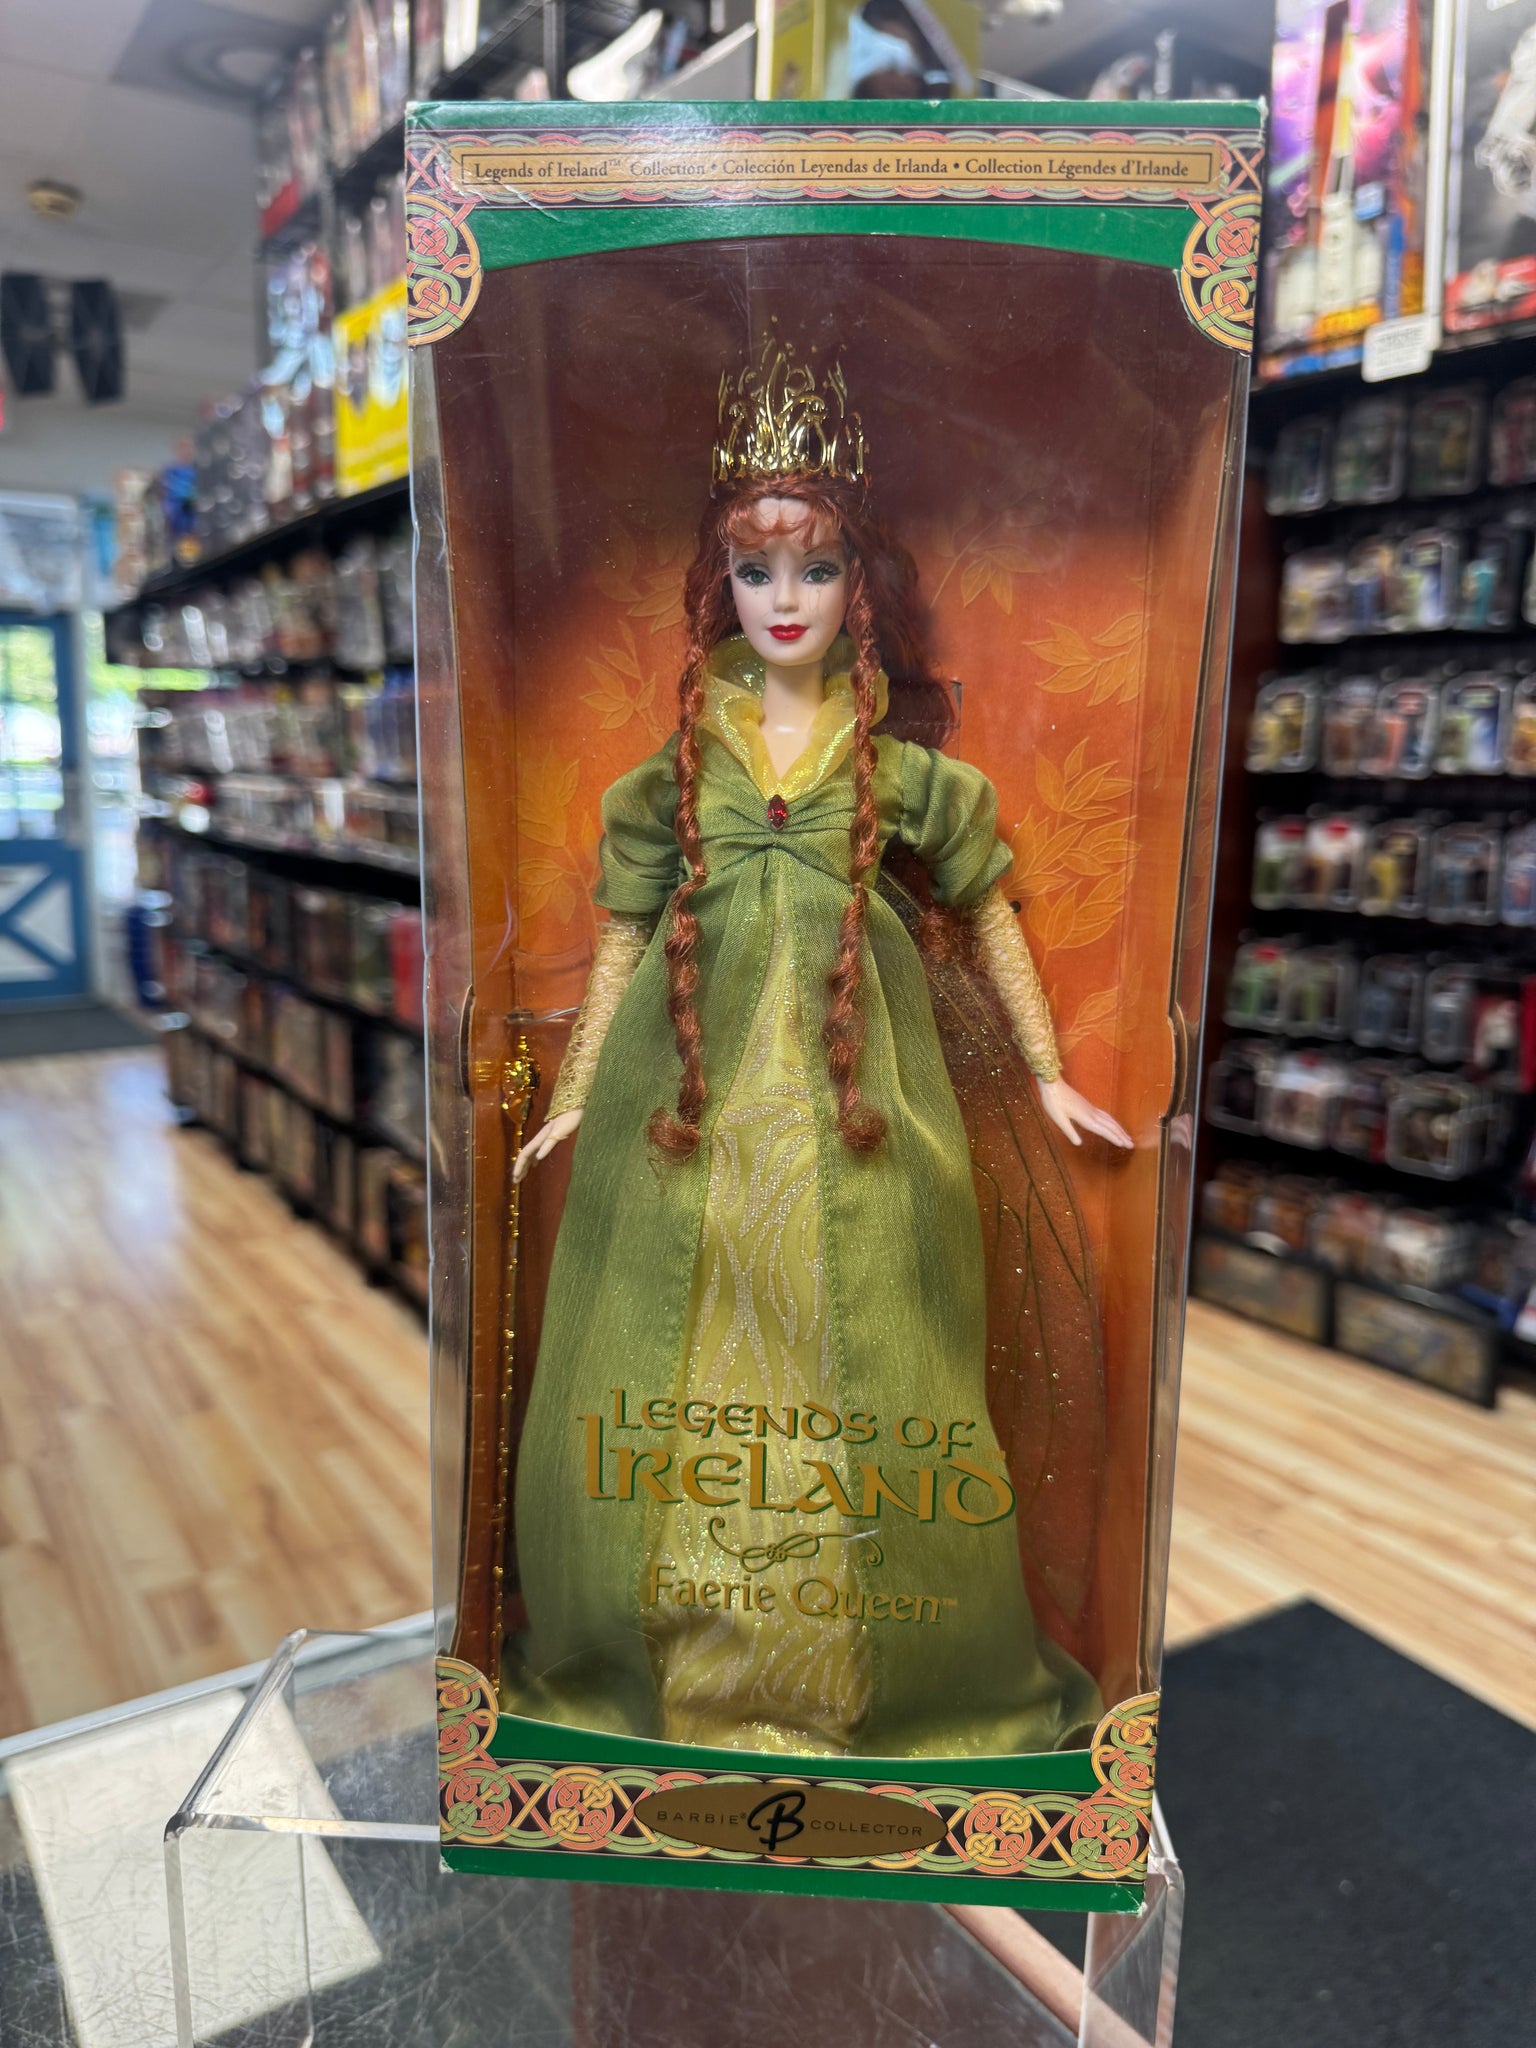 Legends of Ireland™ Collection • Colección Leyendas de Irlanda • Collection Légendes d'Irlande
LEGENDS OF
IRELAND
Faerie Queen™
BARBIE® B COLLECTOR